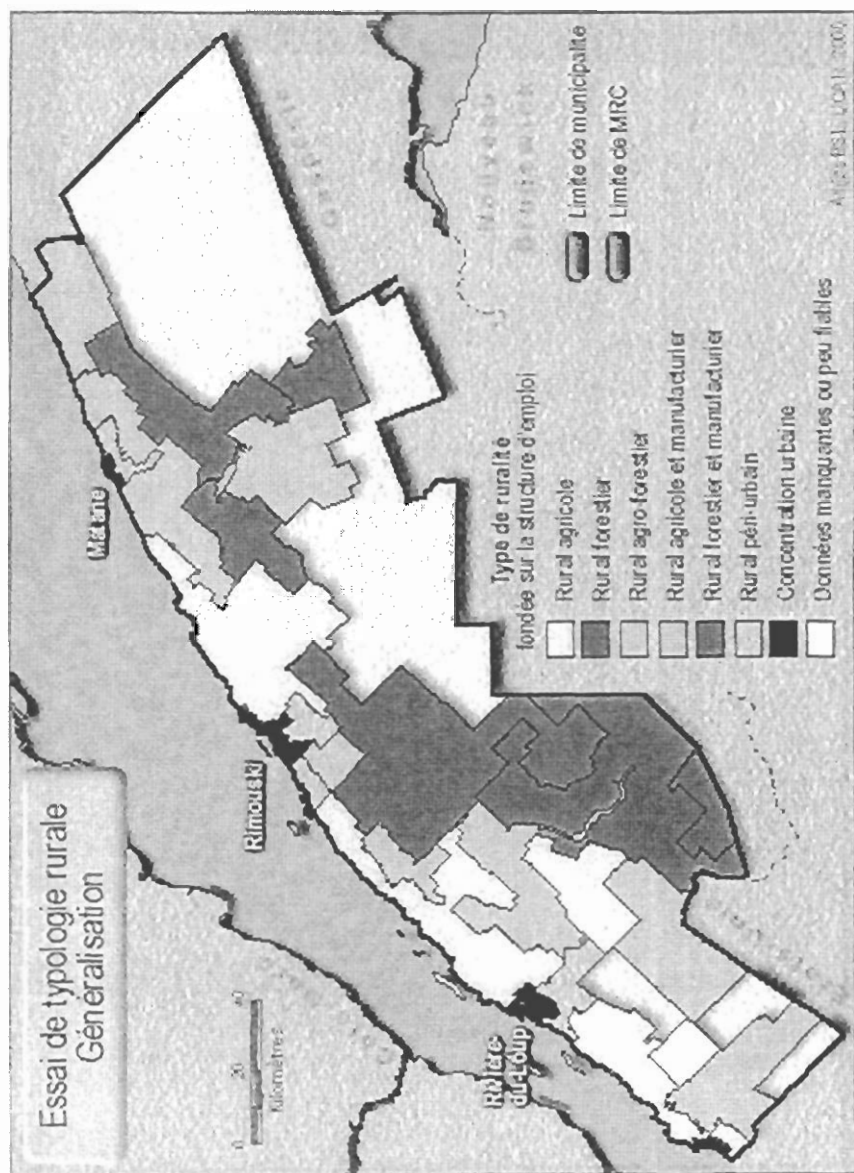 Essai de typologie rurale
Généralisation
0 20 40
kilomètres
Rivière-
du-Loup
Rimouski
Matane
Gaspésie
Nouveau
Brunswick
Type de ruralité
fondée sur la structure d'emploi
Rural agricole
Rural forestier
Rural agro-forestier
Rural agricole et manufacturier
Rural forestier et manufacturier
Rural péri-urbain
Concentration urbaine
Données manquantes ou peu fiables
Limite de municipalité
Limite de MRC